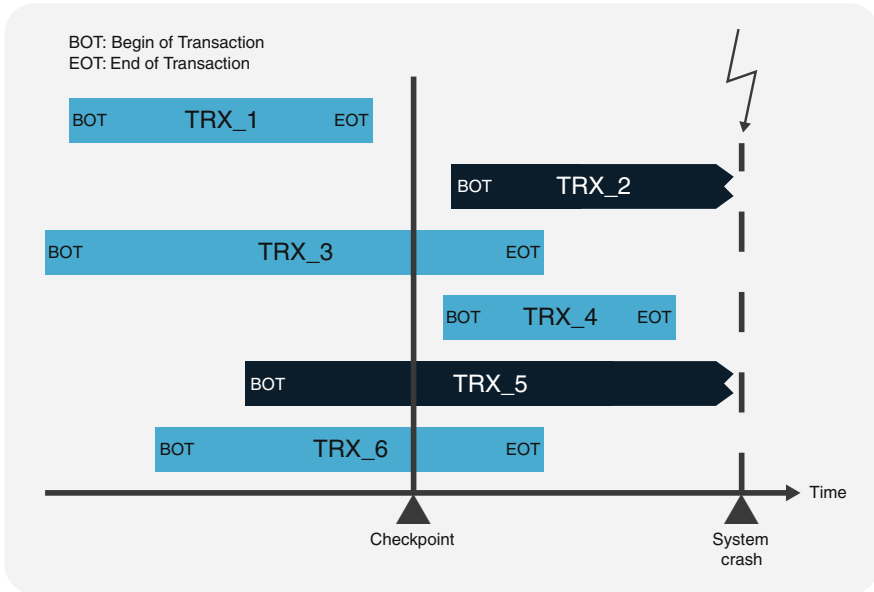 BOT: Begin of Transaction
EOT: End of Transaction
BOT TRX_1 EOT
BOT TRX_2
BOT TRX_3 EOT
BOT TRX_4 EOT
BOT TRX_5
BOT TRX_6 EOT
Time
Checkpoint
System
crash